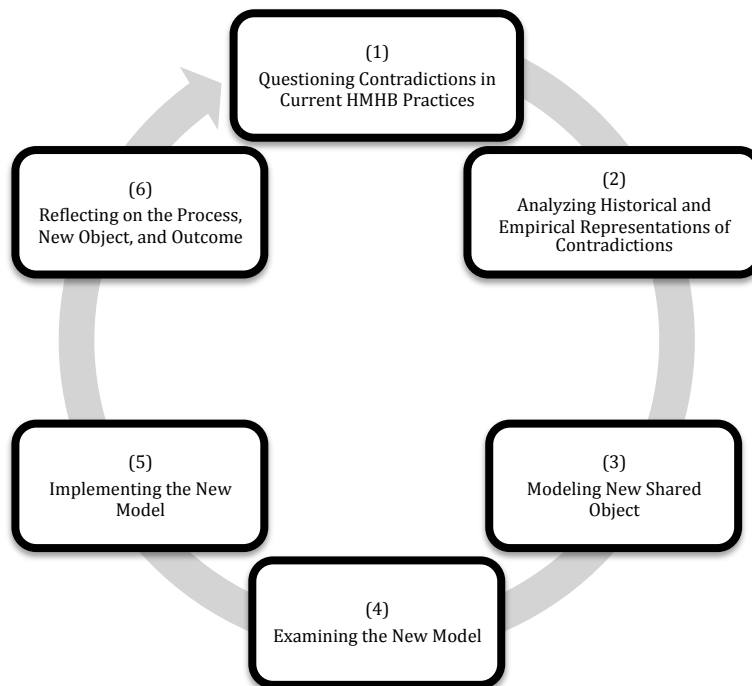 (1)
Questioning Contradictions in
Current HMHB Practices
(2)
Analyzing Historical and
Empirical Representations of
Contradictions
(3)
Modeling New Shared
Object
(4)
Examining the New Model
(5)
Implementing the New
Model
(6)
Reflecting on the Process,
New Object, and Outcome